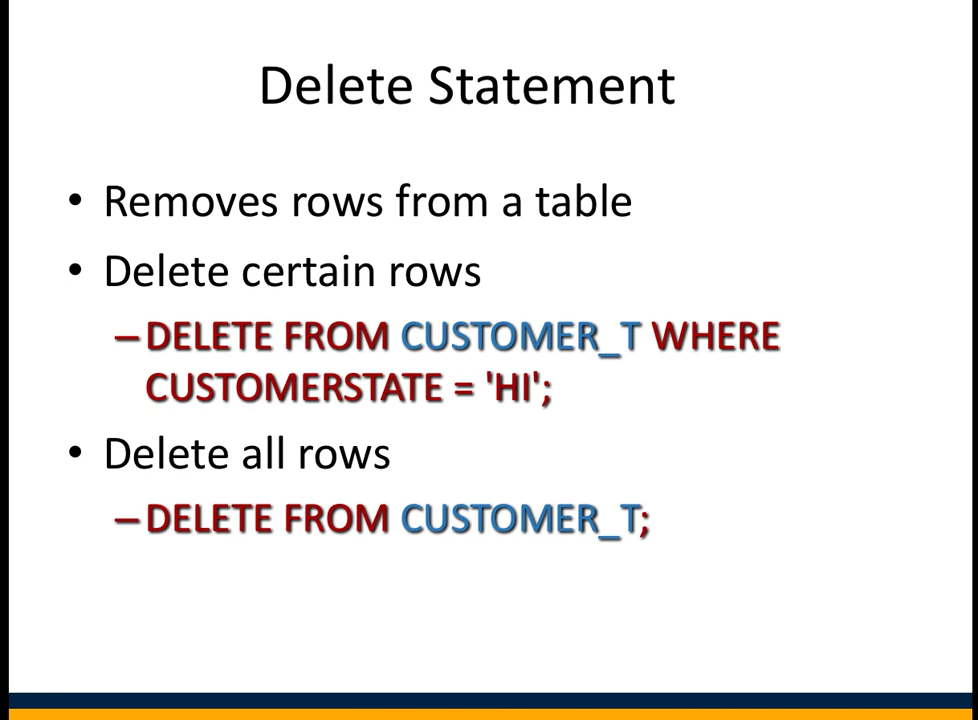 Delete Statement
• Removes rows from a table
• Delete certain rows
–DELETE FROM CUSTOMER_T WHERE
CUSTOMERSTATE = 'HI';
• Delete all rows
–DELETE FROM CUSTOMER_T;